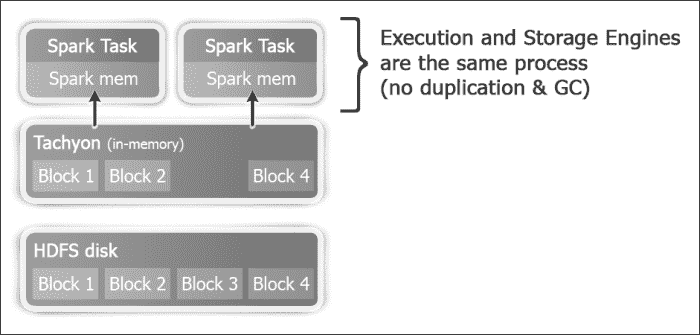 Spark Task
Spark mem
Spark Task
Spark mem
Execution and Storage Engines
are the same process
(no duplication & GC)
Tachyon (in-memory)
Block 1 Block 2 Block 4
HDFS disk
Block 1 Block 2 Block 3 Block 4